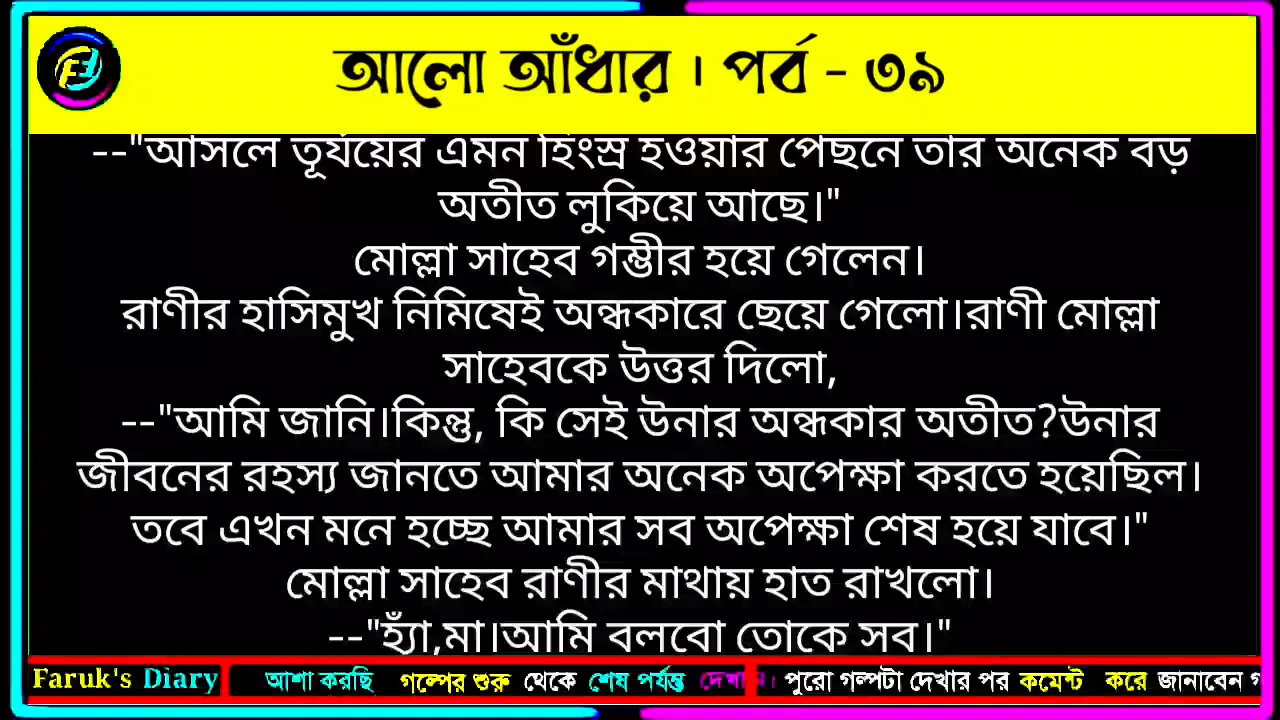 আলো আঁধার । পর্ব - ৩৯
--"আসলে তূর্যয়ের এমন হিংস্র হওয়ার পেছনে তার অনেক বড়
অতীত লুকিয়ে আছে।"
মোল্লা সাহেব গম্ভীর হয়ে গেলেন।
রাণীর হাসিমুখ নিমিষেই অন্ধকারে ছেয়ে গেলো।রাণী মোল্লা
সাহেবকে উত্তর দিলো,
--"আমি জানি।কিন্তু, কি সেই উনার অন্ধকার অতীত?উনার
জীবনের রহস্য জানতে আমার অনেক অপেক্ষা করতে হয়েছিল।
তবে এখন মনে হচ্ছে আমার সব অপেক্ষা শেষ হয়ে যাবে।"
মোল্লা সাহেব রাণীর মাথায় হাত রাখলো।
--"হ্যাঁ,মা।আমি বলবো তোকে সব।"
Faruk's Diary আশা করছি গল্পের শুরু থেকে শেষ পর্যন্ত পুরো গল্পটা দেখার পর কমেন্ট করে জানাবেন